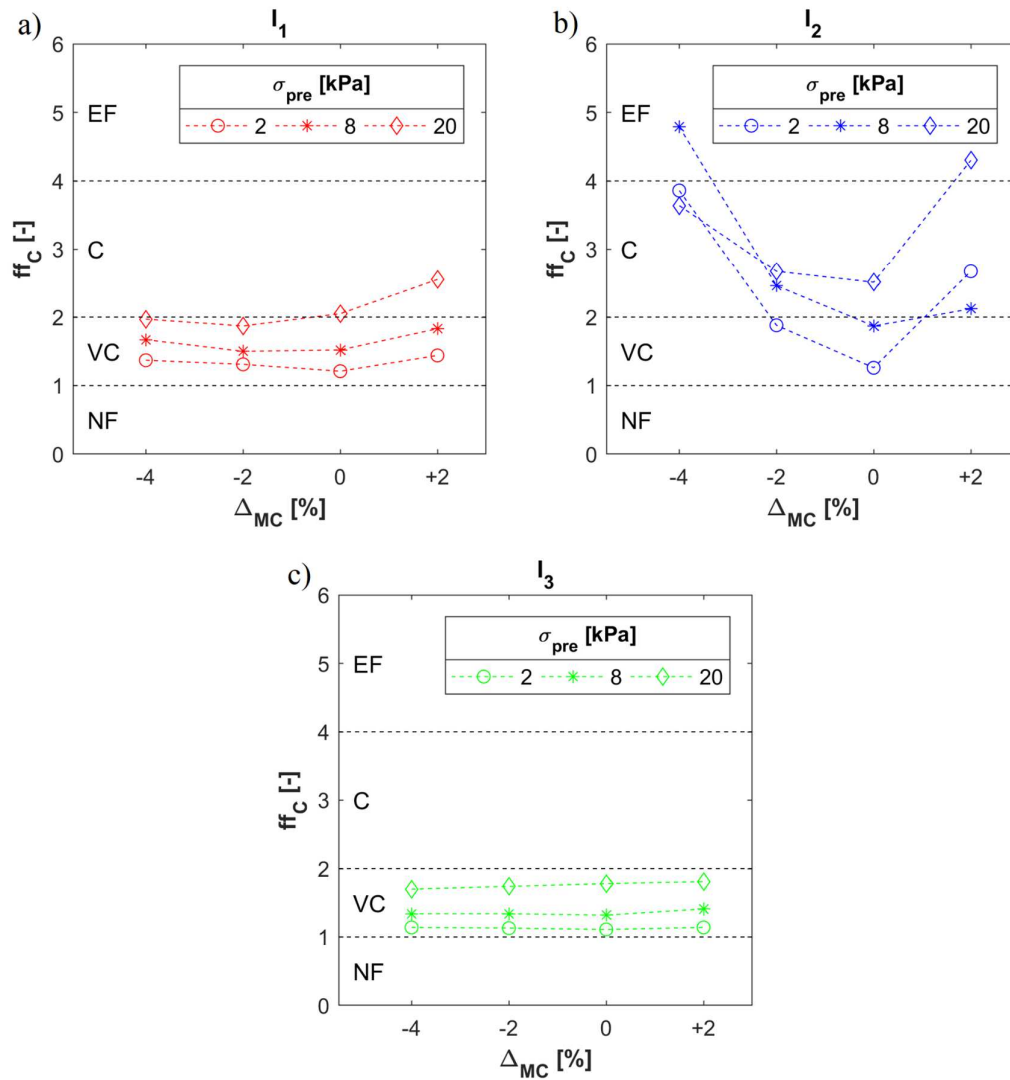 a)
I1
6
5
4
3
2
1
0
ffC [-]
EF
C
VC
NF
σpre [kPa]
2 8 20
-4 -2 0 +2
ΔMC [%]
b)
I2
6
5
4
3
2
1
0
ffC [-]
EF
C
VC
NF
σpre [kPa]
2 8 20
-4 -2 0 +2
ΔMC [%]
c)
I3
6
5
4
3
2
1
0
ffC [-]
EF
C
VC
NF
σpre [kPa]
2 8 20
-4 -2 0 +2
ΔMC [%]